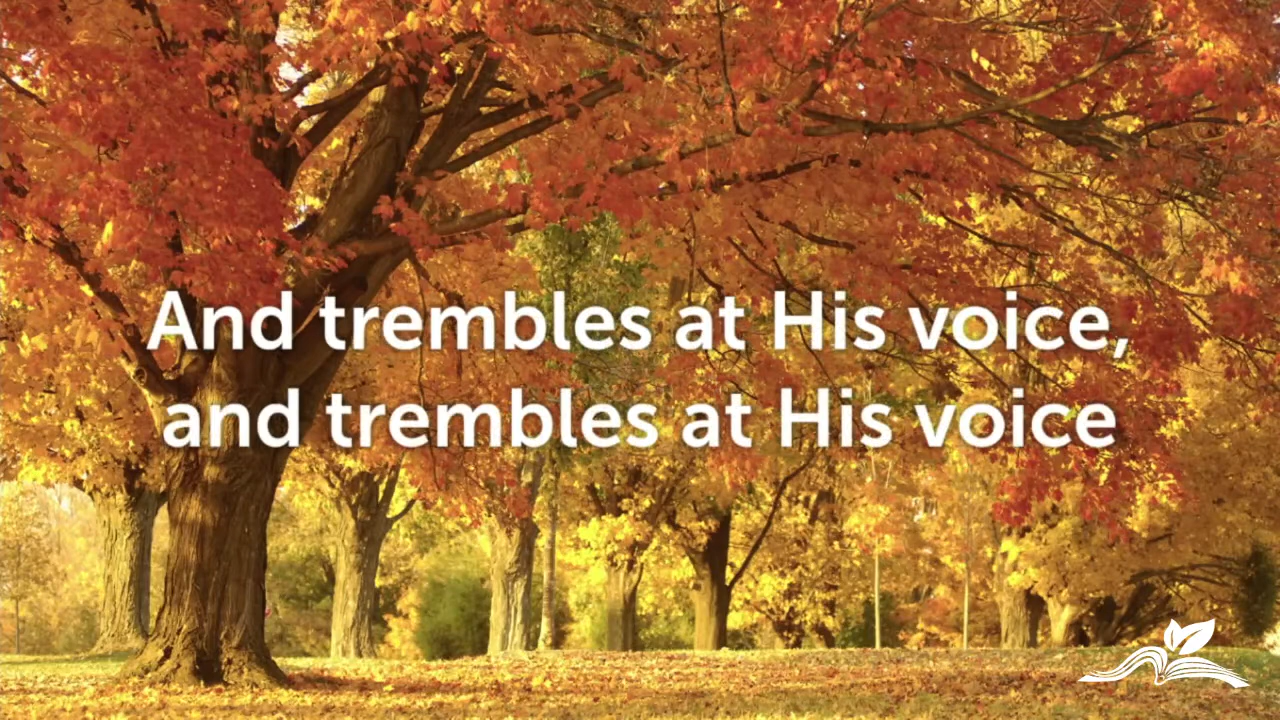 And trembles at His voice,
and trembles at His voice